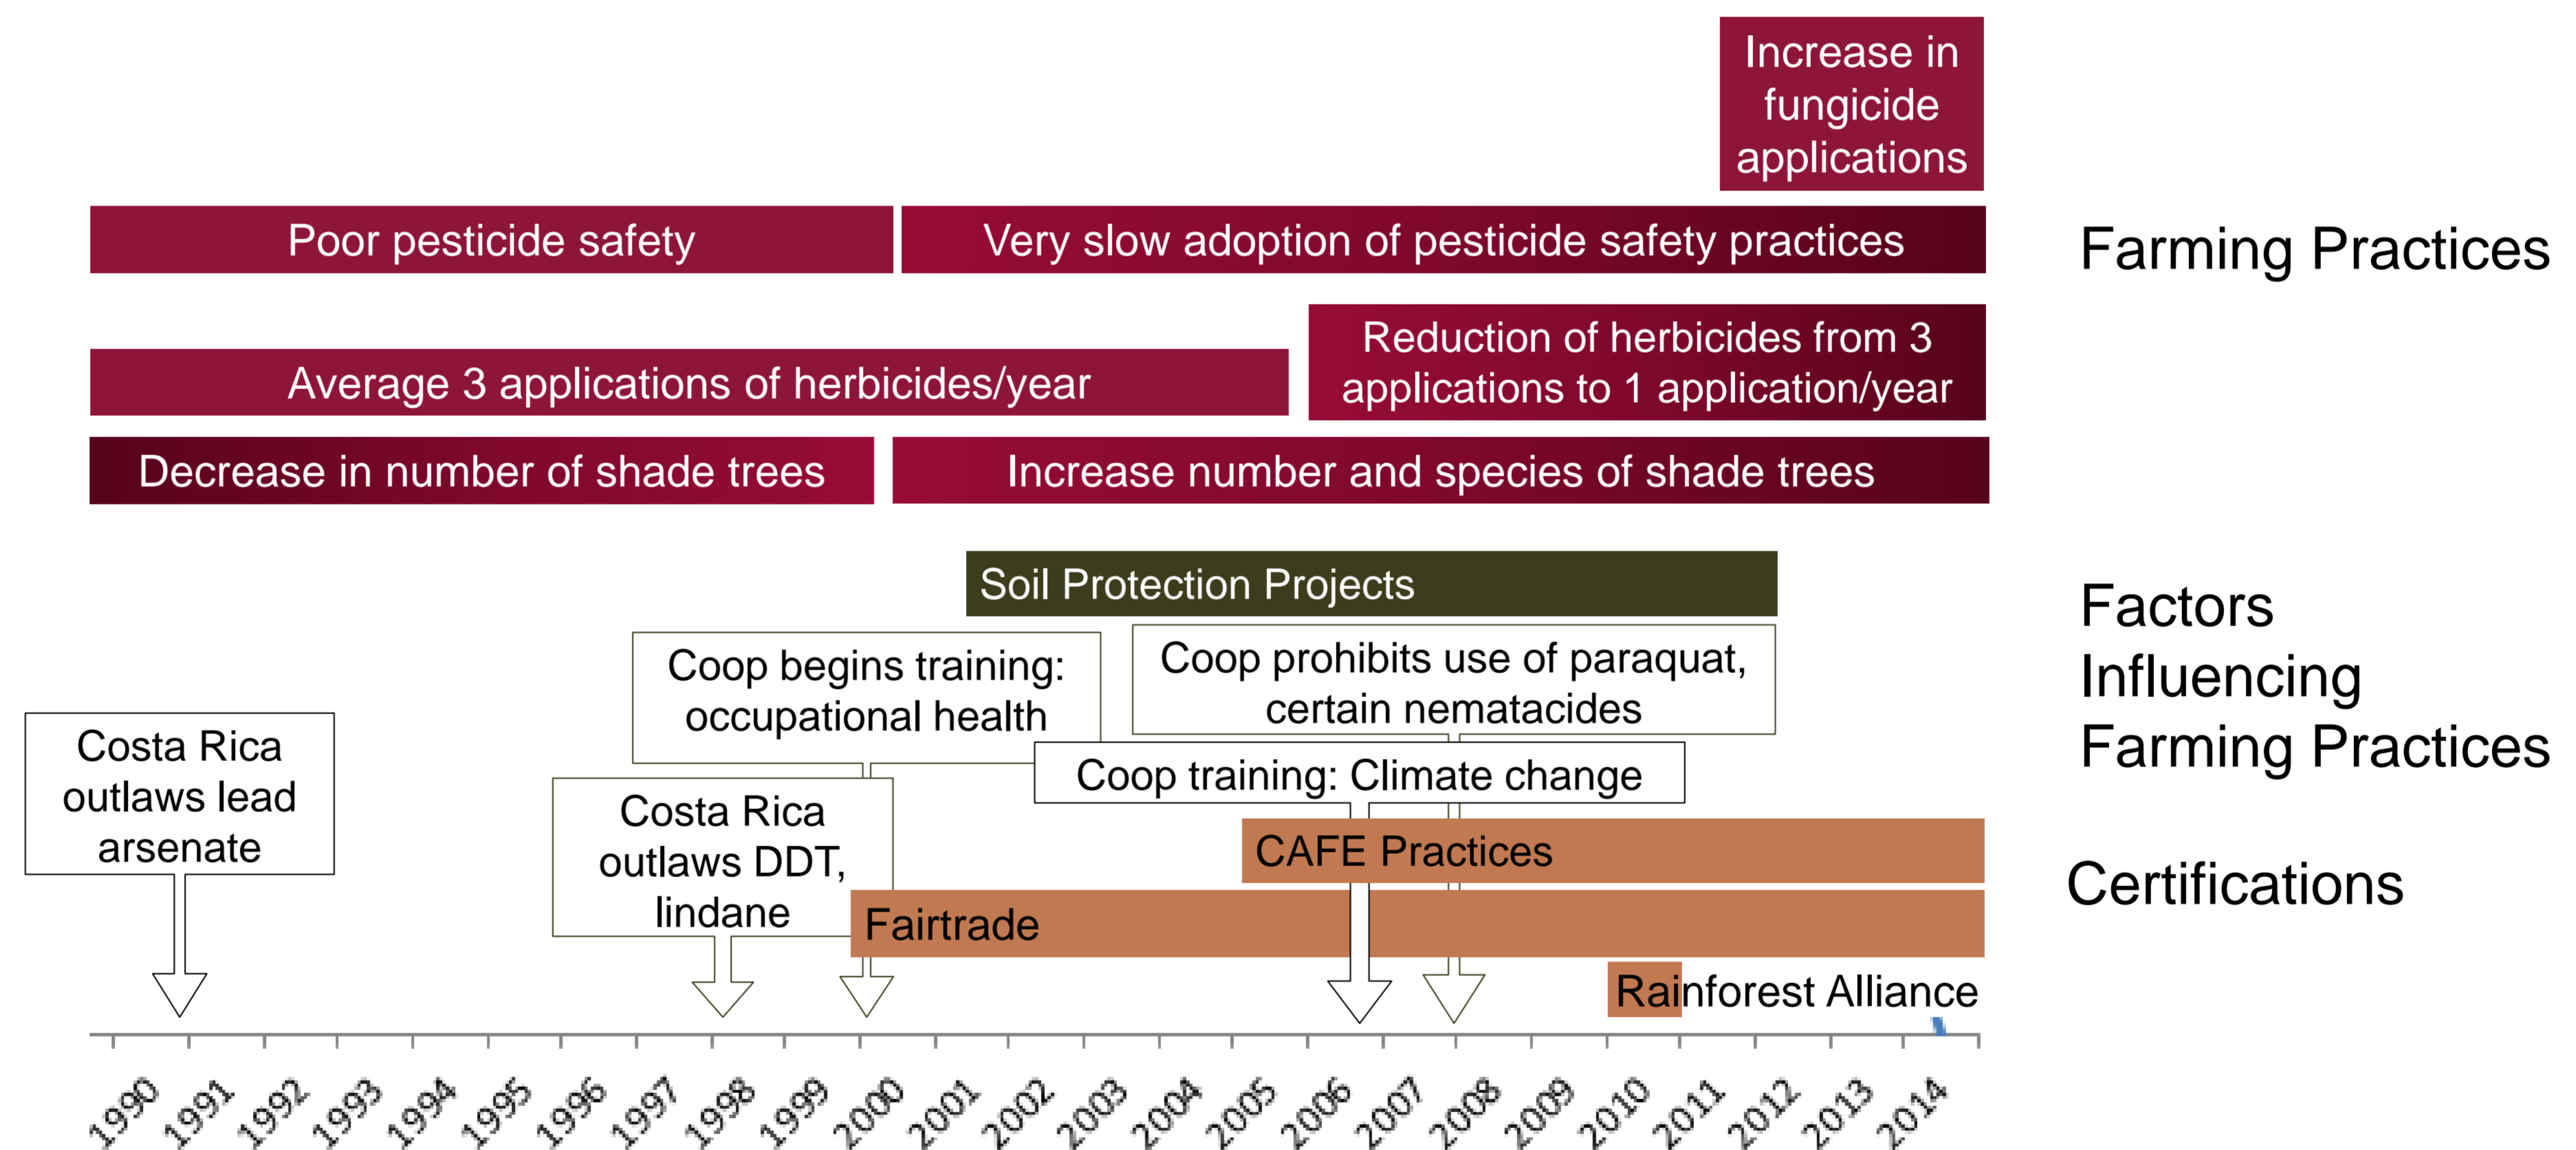 Increase in
fungicide
applications
Poor pesticide safety
Very slow adoption of pesticide safety practices
Farming Practices
Reduction of herbicides from 3
applications to 1 application/year
Average 3 applications of herbicides/year
Decrease in number of shade trees
Increase number and species of shade trees
Soil Protection Projects
Factors
Influencing
Farming Practices
Coop begins training:
occupational health
Coop prohibits use of paraquat,
certain nematacides
Costa Rica
outlaws lead
arsenate
Coop training: Climate change
Costa Rica
outlaws DDT,
lindane
CAFE Practices
Certifications
Fairtrade
Rainforest Alliance
1990
1991
1992
1993
1994
1995
1996
1997
1998
1999
2000
2001
2002
2003
2004
2005
2006
2007
2008
2009
2010
2011
2012
2013
2014